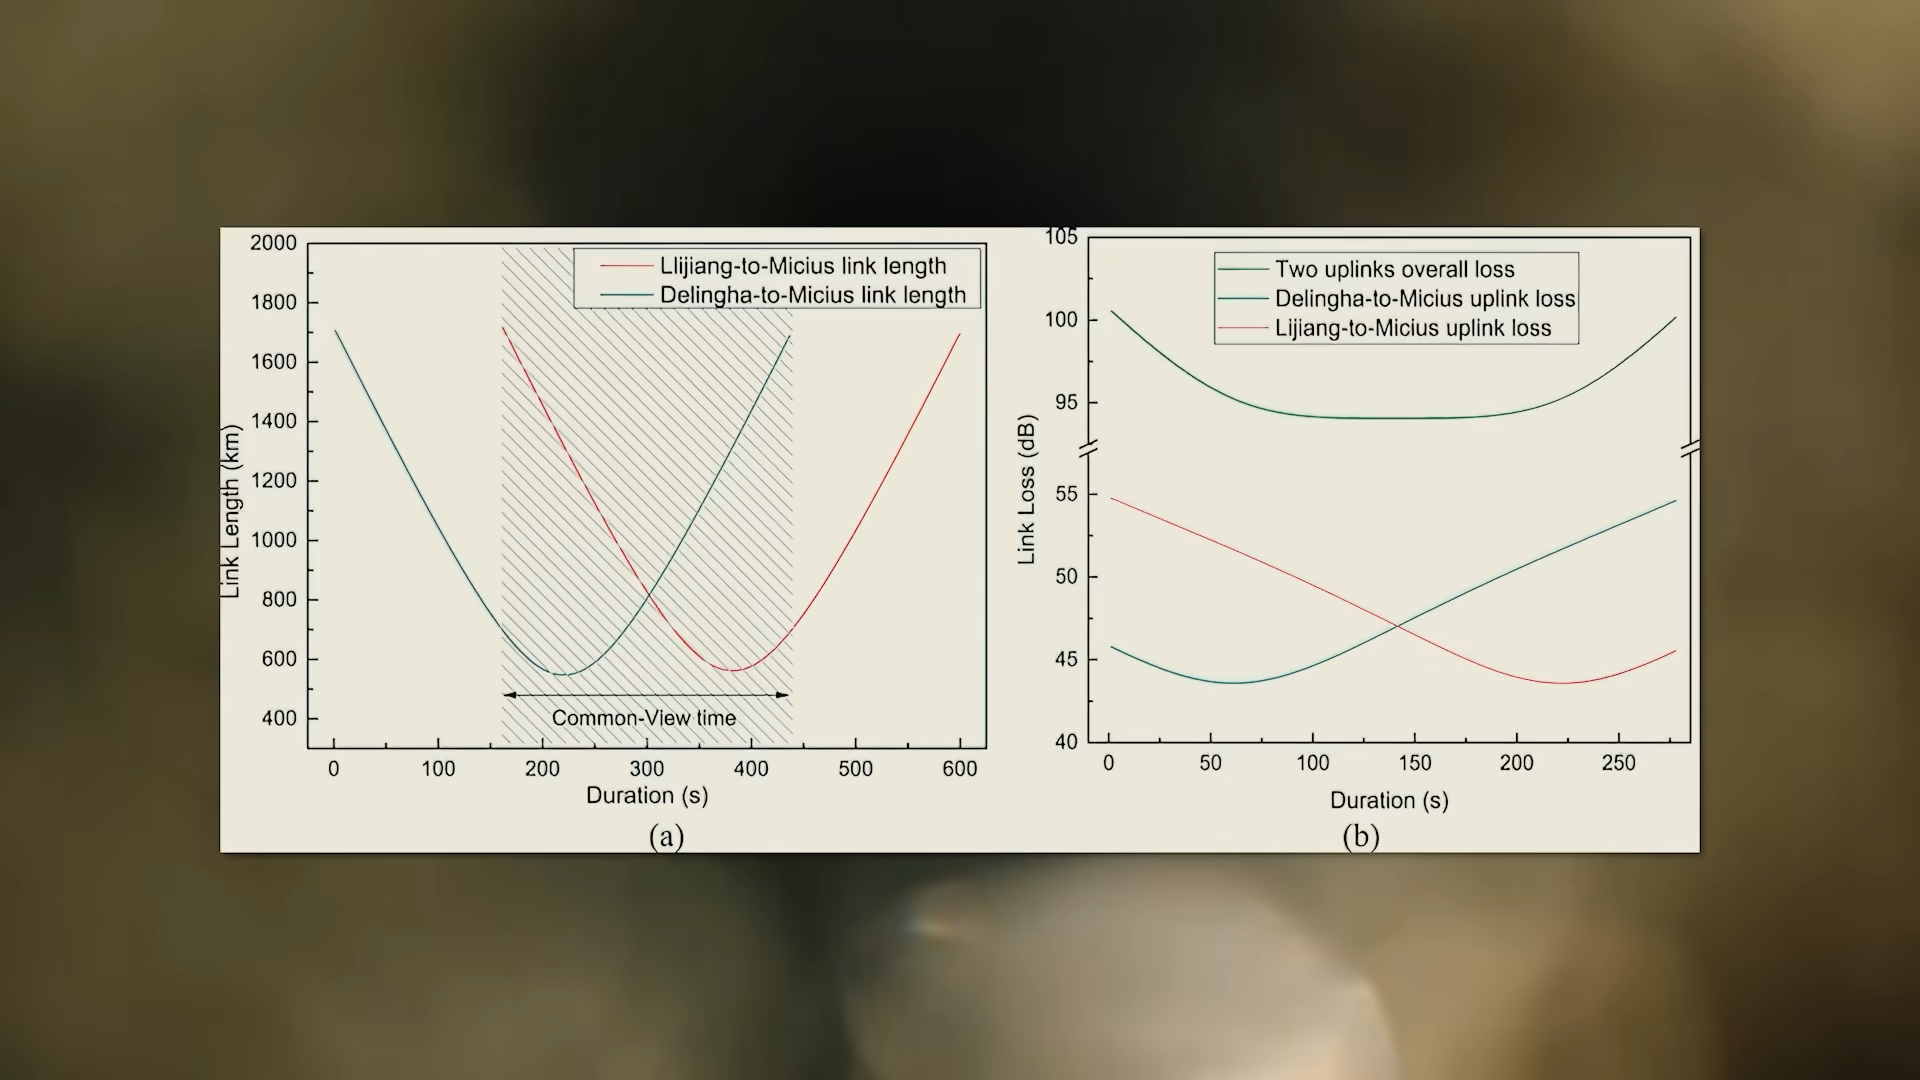 2000
1800
1600
1400
1200
1000
800
600
400
Link Length (km)
Llijiang-to-Micius link length
Delingha-to-Micius link length
Common-View time
0 100 200 300 400 500 600
Duration (s)
(a)
105
100
95
55
50
45
40
Link Loss (dB)
Two uplinks overall loss
Delingha-to-Micius uplink loss
Lijiang-to-Micius uplink loss
0 50 100 150 200 250
Duration (s)
(b)